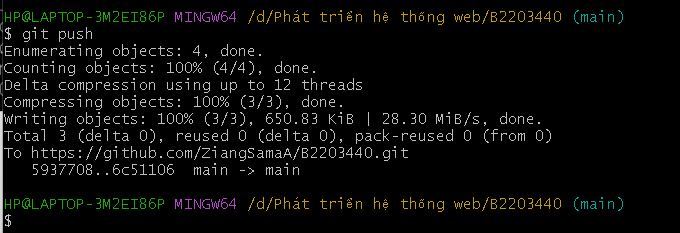 HP@LAPTOP-3M2EI86P MINGW64 /d/Phát triển hệ thống web/B2203440 (main)
$ git push
Enumerating objects: 4, done.
Counting objects: 100% (4/4), done.
Delta compression using up to 12 threads
Compressing objects: 100% (3/3), done.
Writing objects: 100% (3/3), 650.83 KiB | 28.30 MiB/s, done.
Total 3 (delta 0), reused 0 (delta 0), pack-reused 0 (from 0)
To https://github.com/ZiangSamaA/B2203440.git
   5937708..6c51106  main -> main
HP@LAPTOP-3M2EI86P MINGW64 /d/Phát triển hệ thống web/B2203440 (main)
$